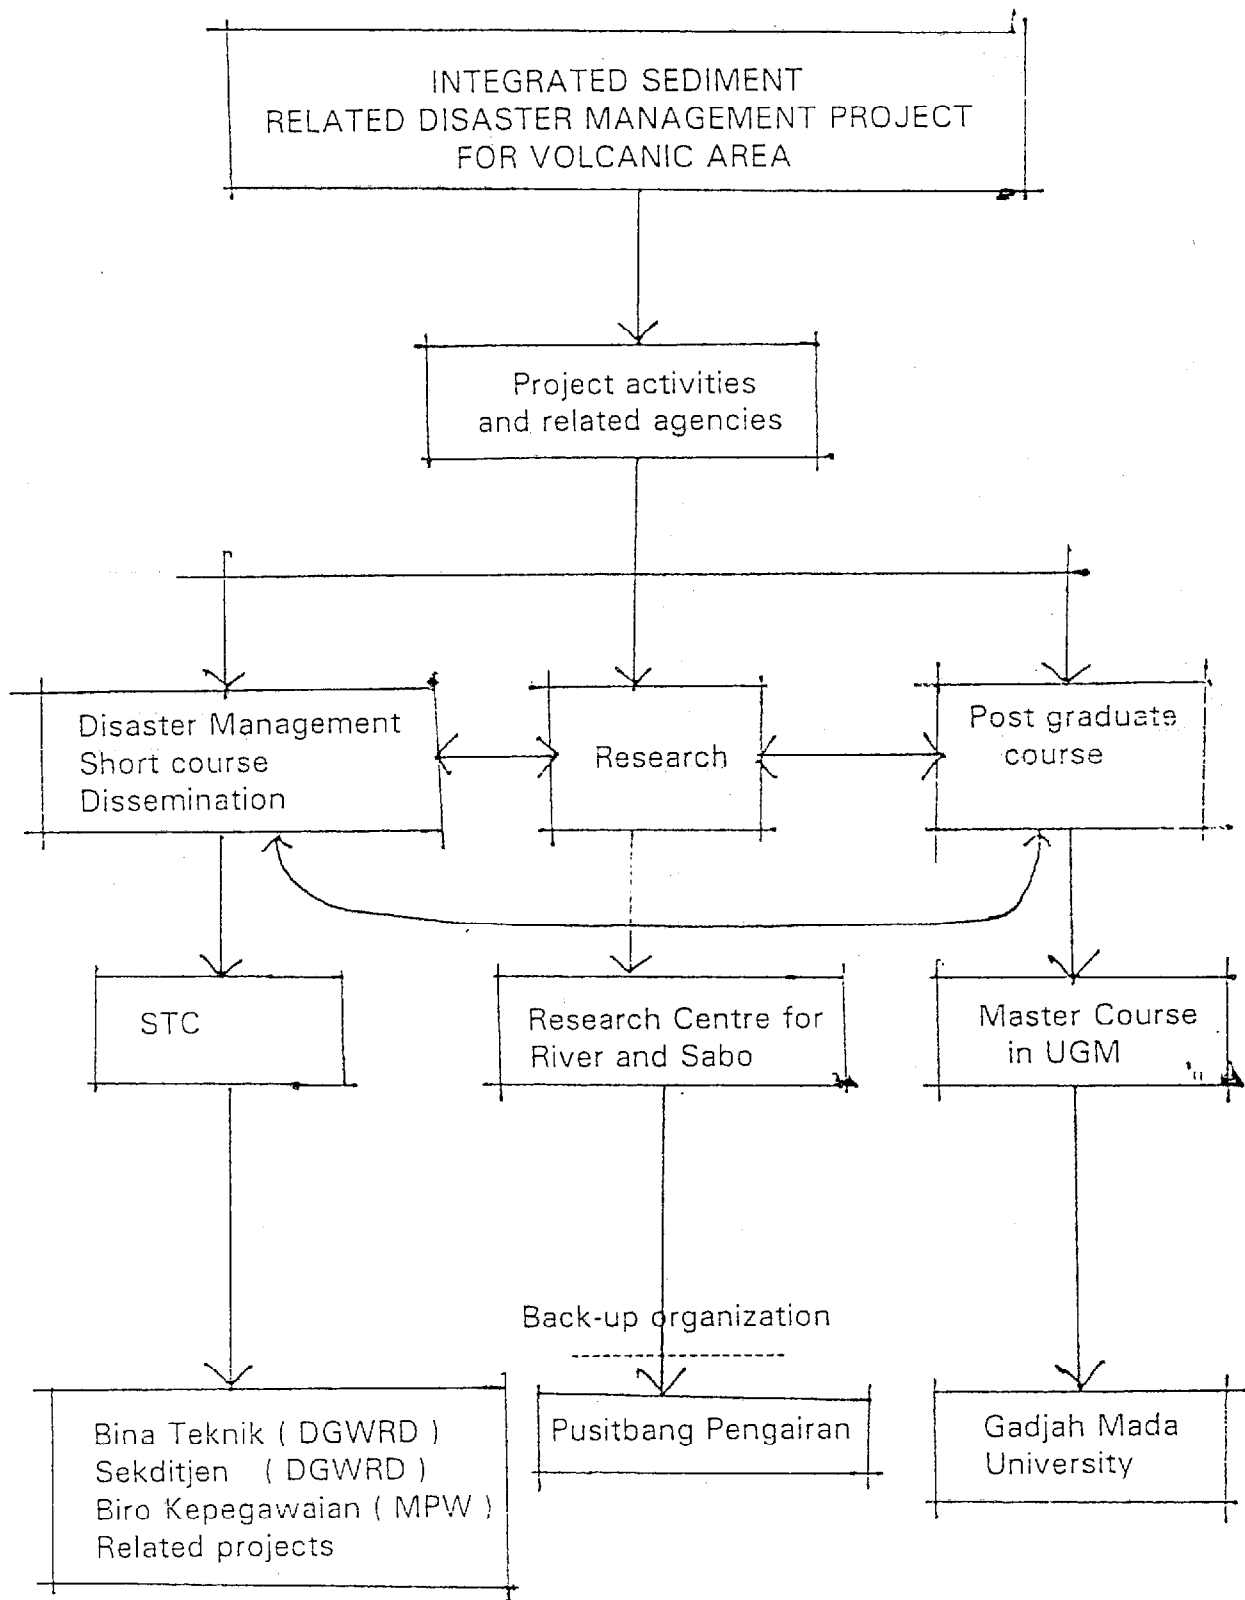 INTEGRATED SEDIMENT
RELATED DISASTER MANAGEMENT PROJECT
FOR VOLCANIC AREA
Project activities
and related agencies
Disaster Management
Short course
Dissemination
Research
Post graduate
course
STC
Research Centre for
River and Sabo
Master Course
in UGM
Back-up organization
Bina Teknik ( DGWRD )
Sekditjen ( DGWRD )
Biro Kepegawaian ( MPW )
Related projects
Pusitbang Pengairan
Gadjah Mada
University